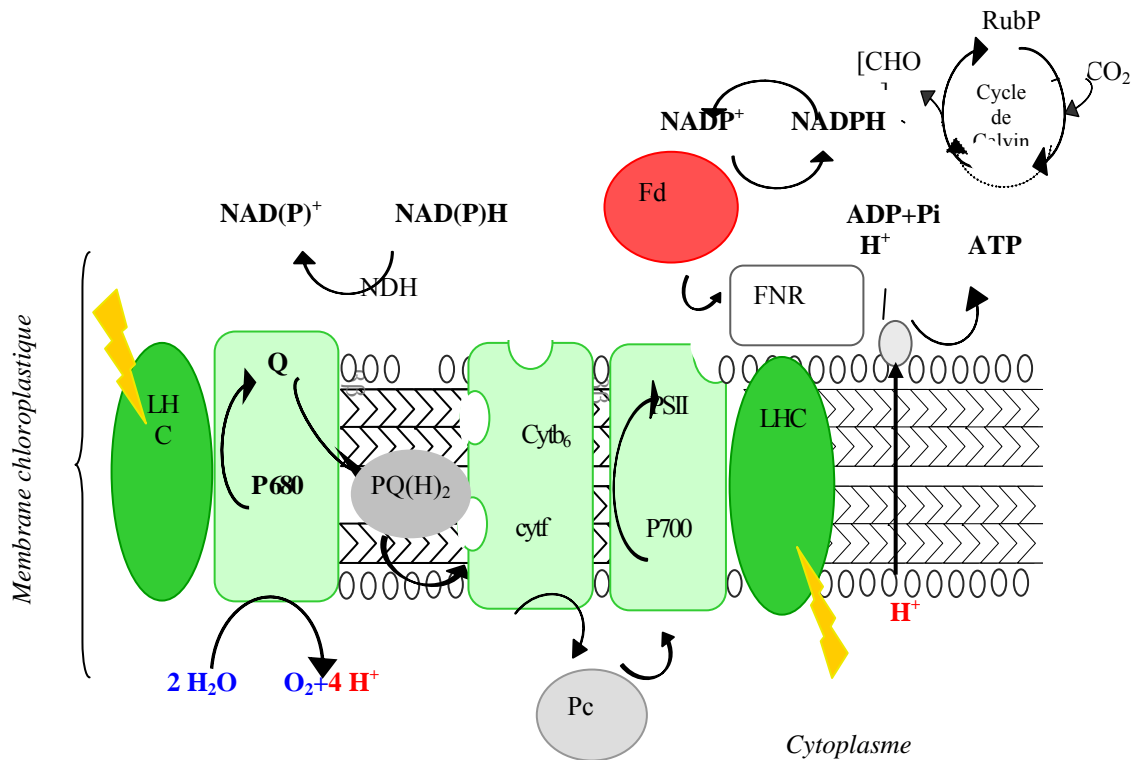 RubP
[CHO
]
CO₂
Cycle
de
Calvin
NADP⁺
NADPH
Fd
NAD(P)⁺
NAD(P)H
ADP+Pi
H⁺
ATP
NDH
FNR
Membrane chloroplastique
Q
LH
C
PSII
LHC
Cytb₆
P680
PQ(H)₂
cytf
P700
H⁺
2 H₂O
O₂+4 H⁺
Pc
Cytoplasme